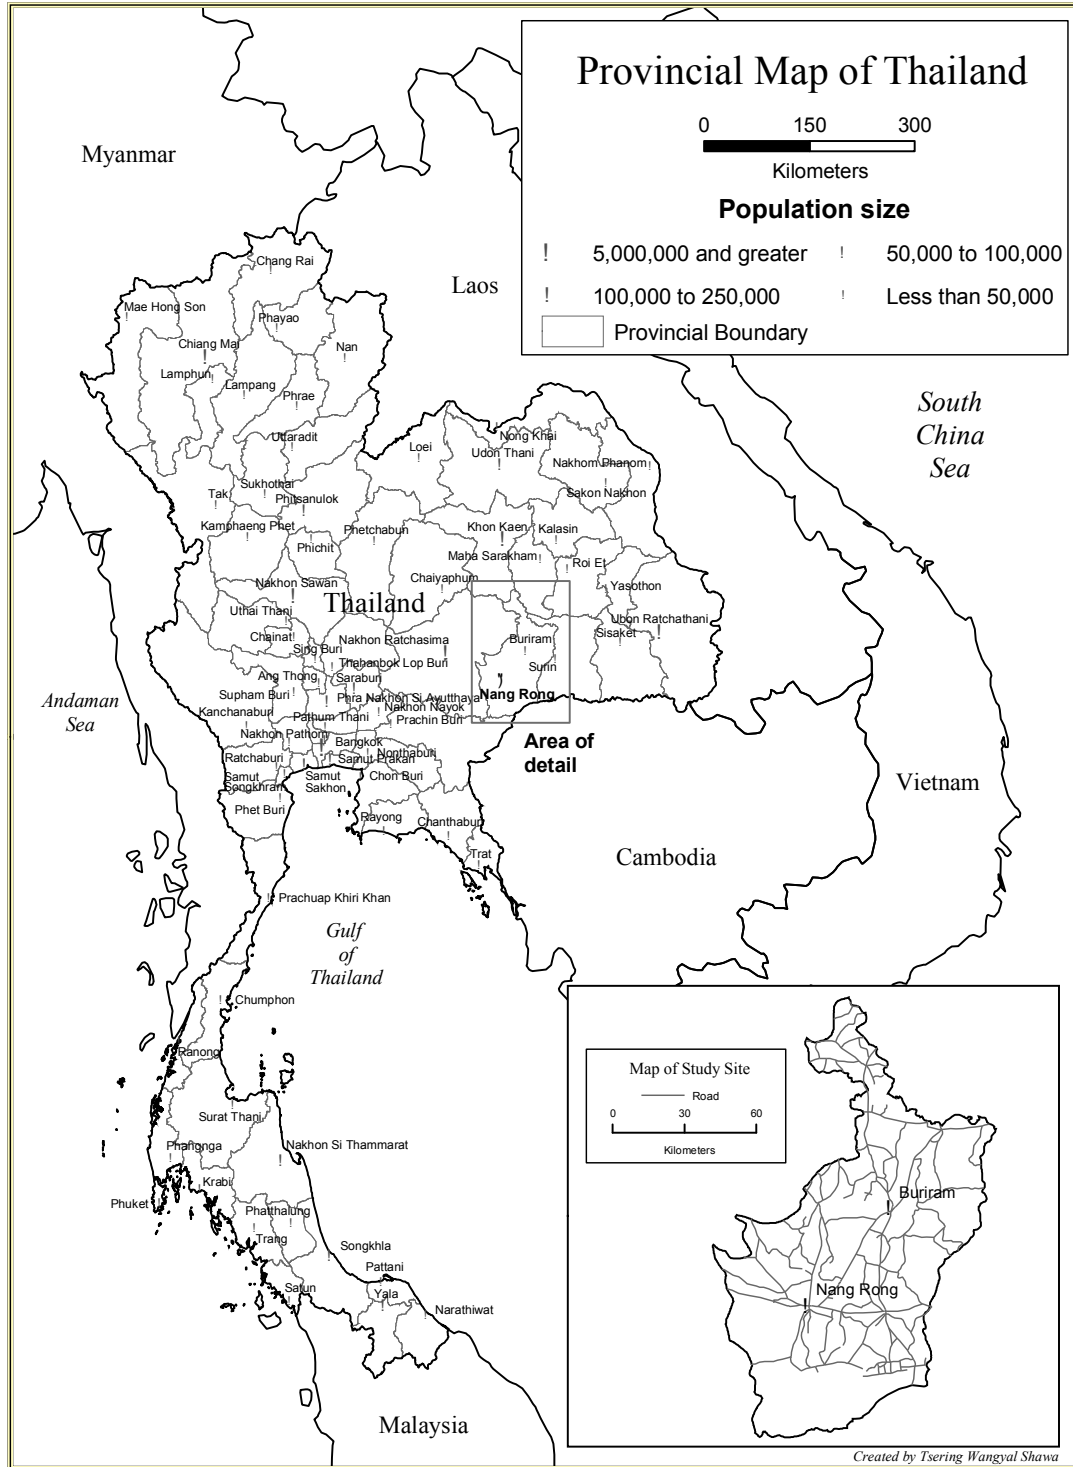 Provincial Map of Thailand
0 150 300
Kilometers
Population size
! 5,000,000 and greater ! 50,000 to 100,000
! 100,000 to 250,000 ! Less than 50,000
Provincial Boundary
Myanmar
Laos
South
China
Sea
Chang Rai
Mae Hong Son
Phayao
Chiang Mai
Nan
Lamphun
Lampang
Phrae
Uttaradit
Loei
Nong Khai
Udon Thani
Nakhom Phanom
Sakon Nakhon
Sukhothai
Tak
Phitsanulok
Kamphaeng Phet
Phetchabun
Khon Kaen
Kalasin
Phichit
Maha Sarakham
Roi Et
Chaiyaphum
Yasothon
Nakhon Sawan
Thailand
Uthai Thani
Ubon Ratchathani
Sisaket
Chainat
Nakhon Ratchasima
Buriram
Sing Buri
Thahanbok Lop Buri
Surin
Ang Thong
Saraburi
Supham Buri
Phra Nakhon Si Ayutthaya
Nang Rong
Kanchanaburi
Nakhon Nayok
Pathum Thani
Prachin Buri
Nakhon Pathom
Bangkok
Nonthaburi
Area of
detail
Ratchaburi
Samut Prakan
Samut
Songkhram
Samut
Sakhon
Chon Buri
Phet Buri
Rayong
Chanthaburi
Trat
Andaman
Sea
Vietnam
Cambodia
Prachuap Khiri Khan
Gulf
of
Thailand
Chumphon
Ranong
Surat Thani
Phangnga
Nakhon Si Thammarat
Krabi
Phuket
Phatthalung
Trang
Songkhla
Pattani
Satun
Yala
Narathiwat
Malaysia
Map of Study Site
Road
0 30 60
Kilometers
Buriram
Nang Rong
Created by Tsering Wangyal Shawa